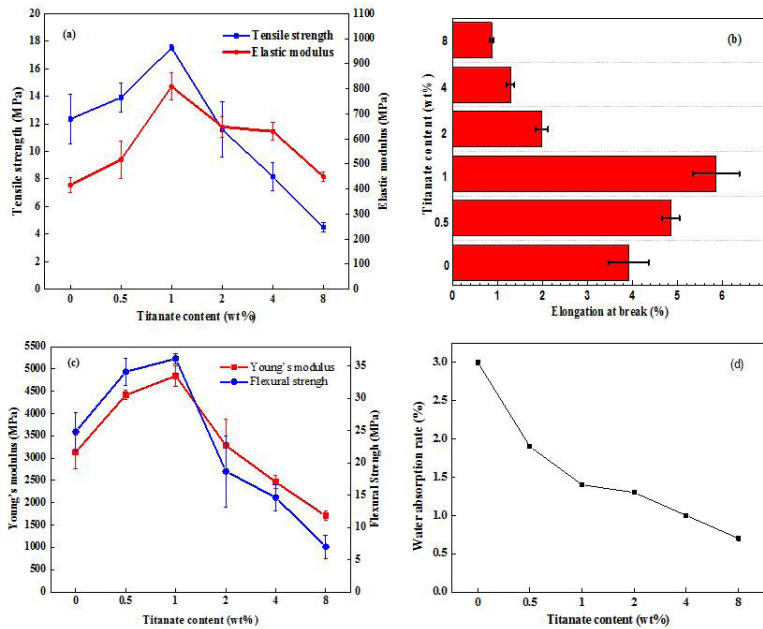 (a)
Tensile strength
Elastic modulus
20
18
16
14
12
10
8
6
4
2
0
Tensile strength (MPa)
1100
1000
900
800
700
600
500
400
300
200
100
0
Elastic modulus (MPa)
0 0.5 1 2 4 8
Titanate content (wt%)
(b)
8
4
2
1
0.5
0
Titanate content (wt%)
0 1 2 3 4 5 6
Elongation at break (%)
(c)
Young's modulus
Flexural strengh
5500
5000
4500
4000
3500
3000
2500
2000
1500
1000
500
0
Young's modulus (MPa)
35
30
25
20
15
10
5
0
Flexural Strengh (MPa)
0 0.5 1 2 4 8
Titanate content (wt%)
(d)
3.0
2.5
2.0
1.5
1.0
0.5
0.0
Water absorption rate (%)
0 0.5 1 2 4 8
Titanate content (wt%)